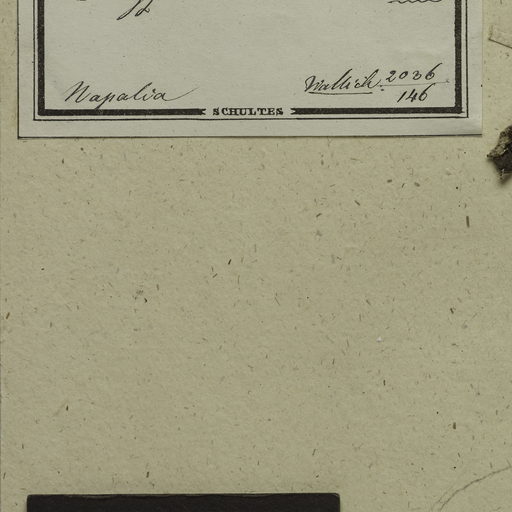 Napalia Wallich. 2036
146
SCHULTES